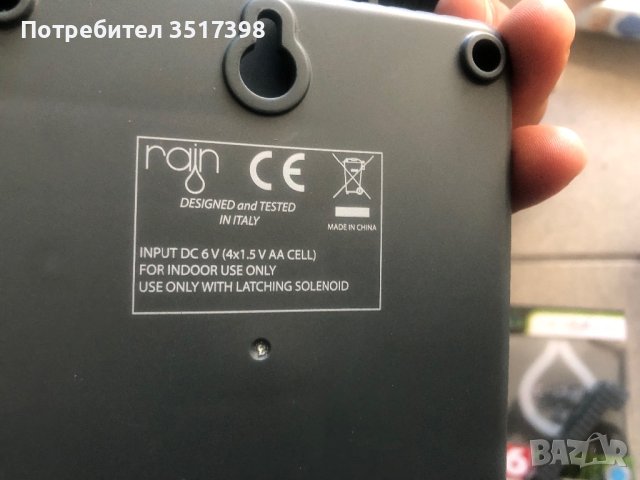 Потребител 3517398
rain
CE
DESIGNED and TESTED
IN ITALY
MADE IN CHINA
INPUT DC 6 V (4x1.5 V AA CELL)
FOR INDOOR USE ONLY
USE ONLY WITH LATCHING SOLENOID
6
BAZAR